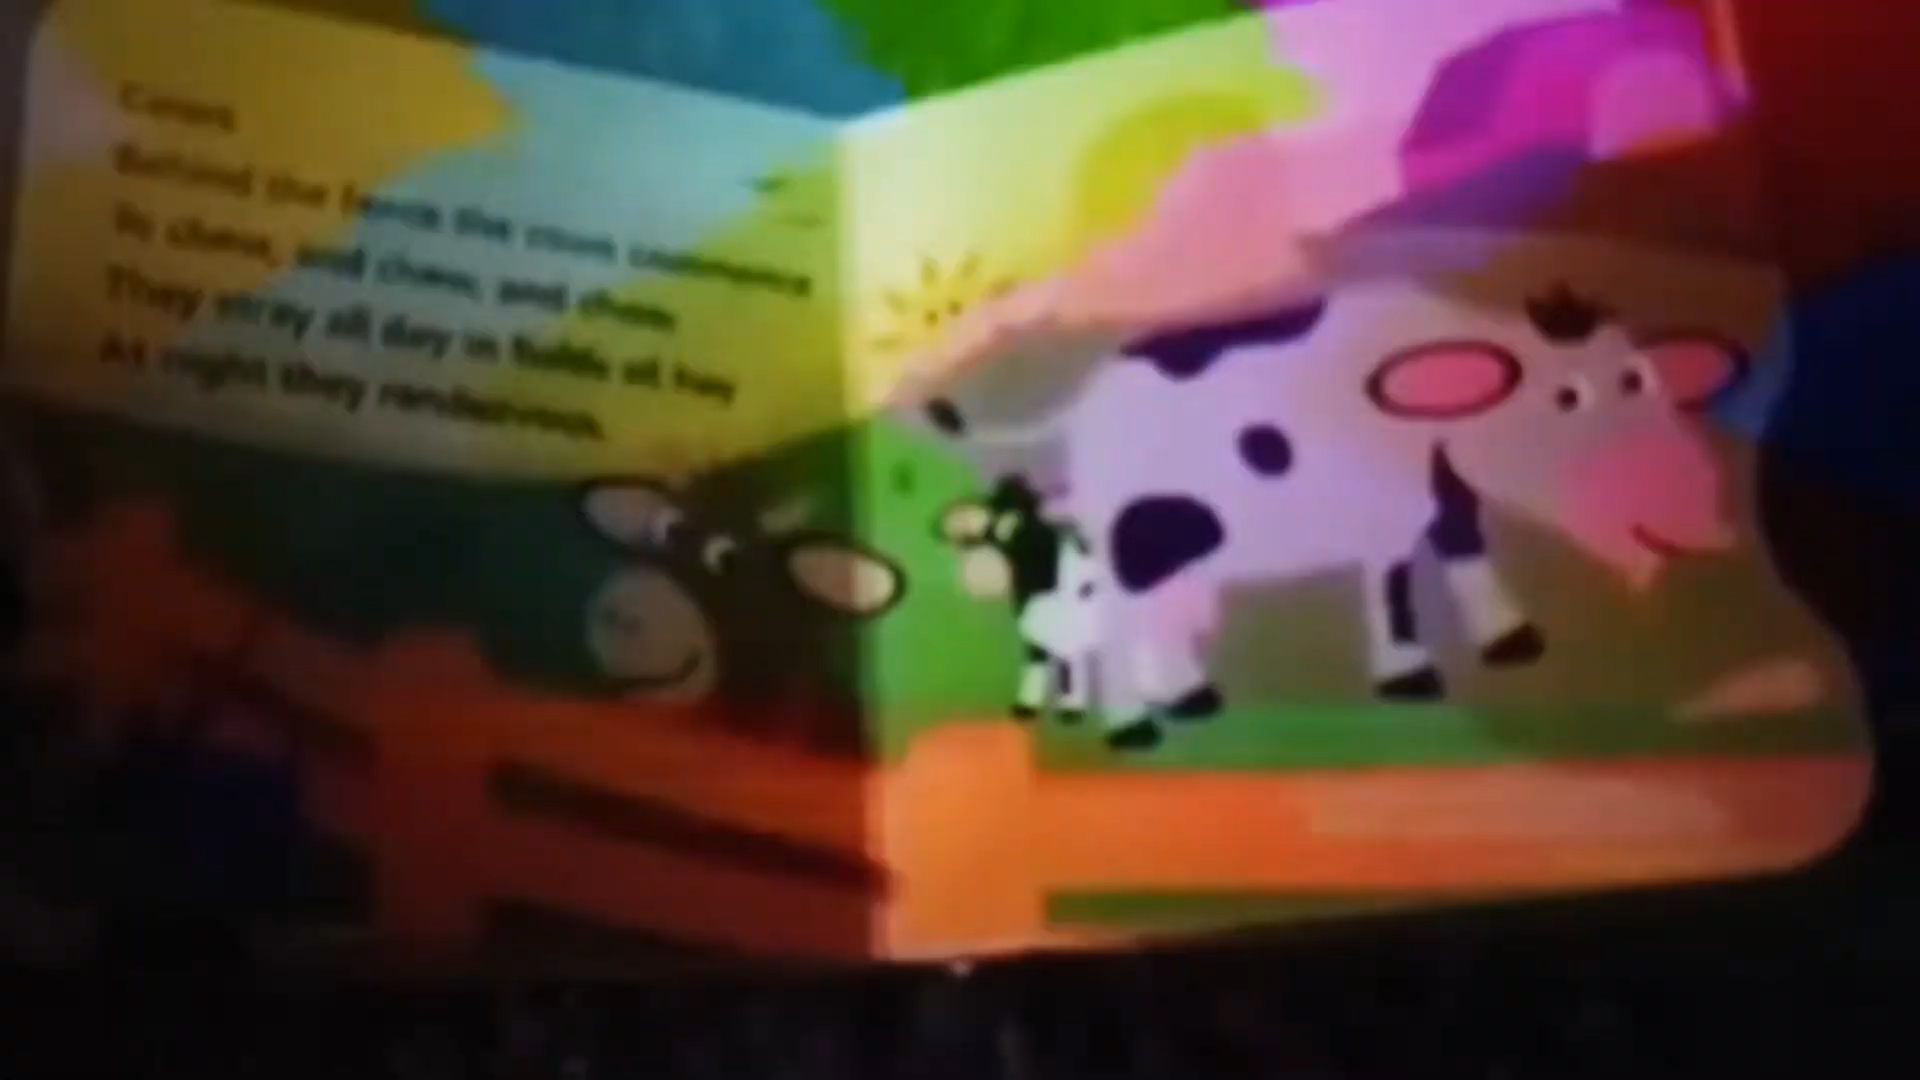 Cows
Behind the fence the cows commence
To chew, and chew, and chew.
They stray all day in fields of hay
At night they rendezvous.